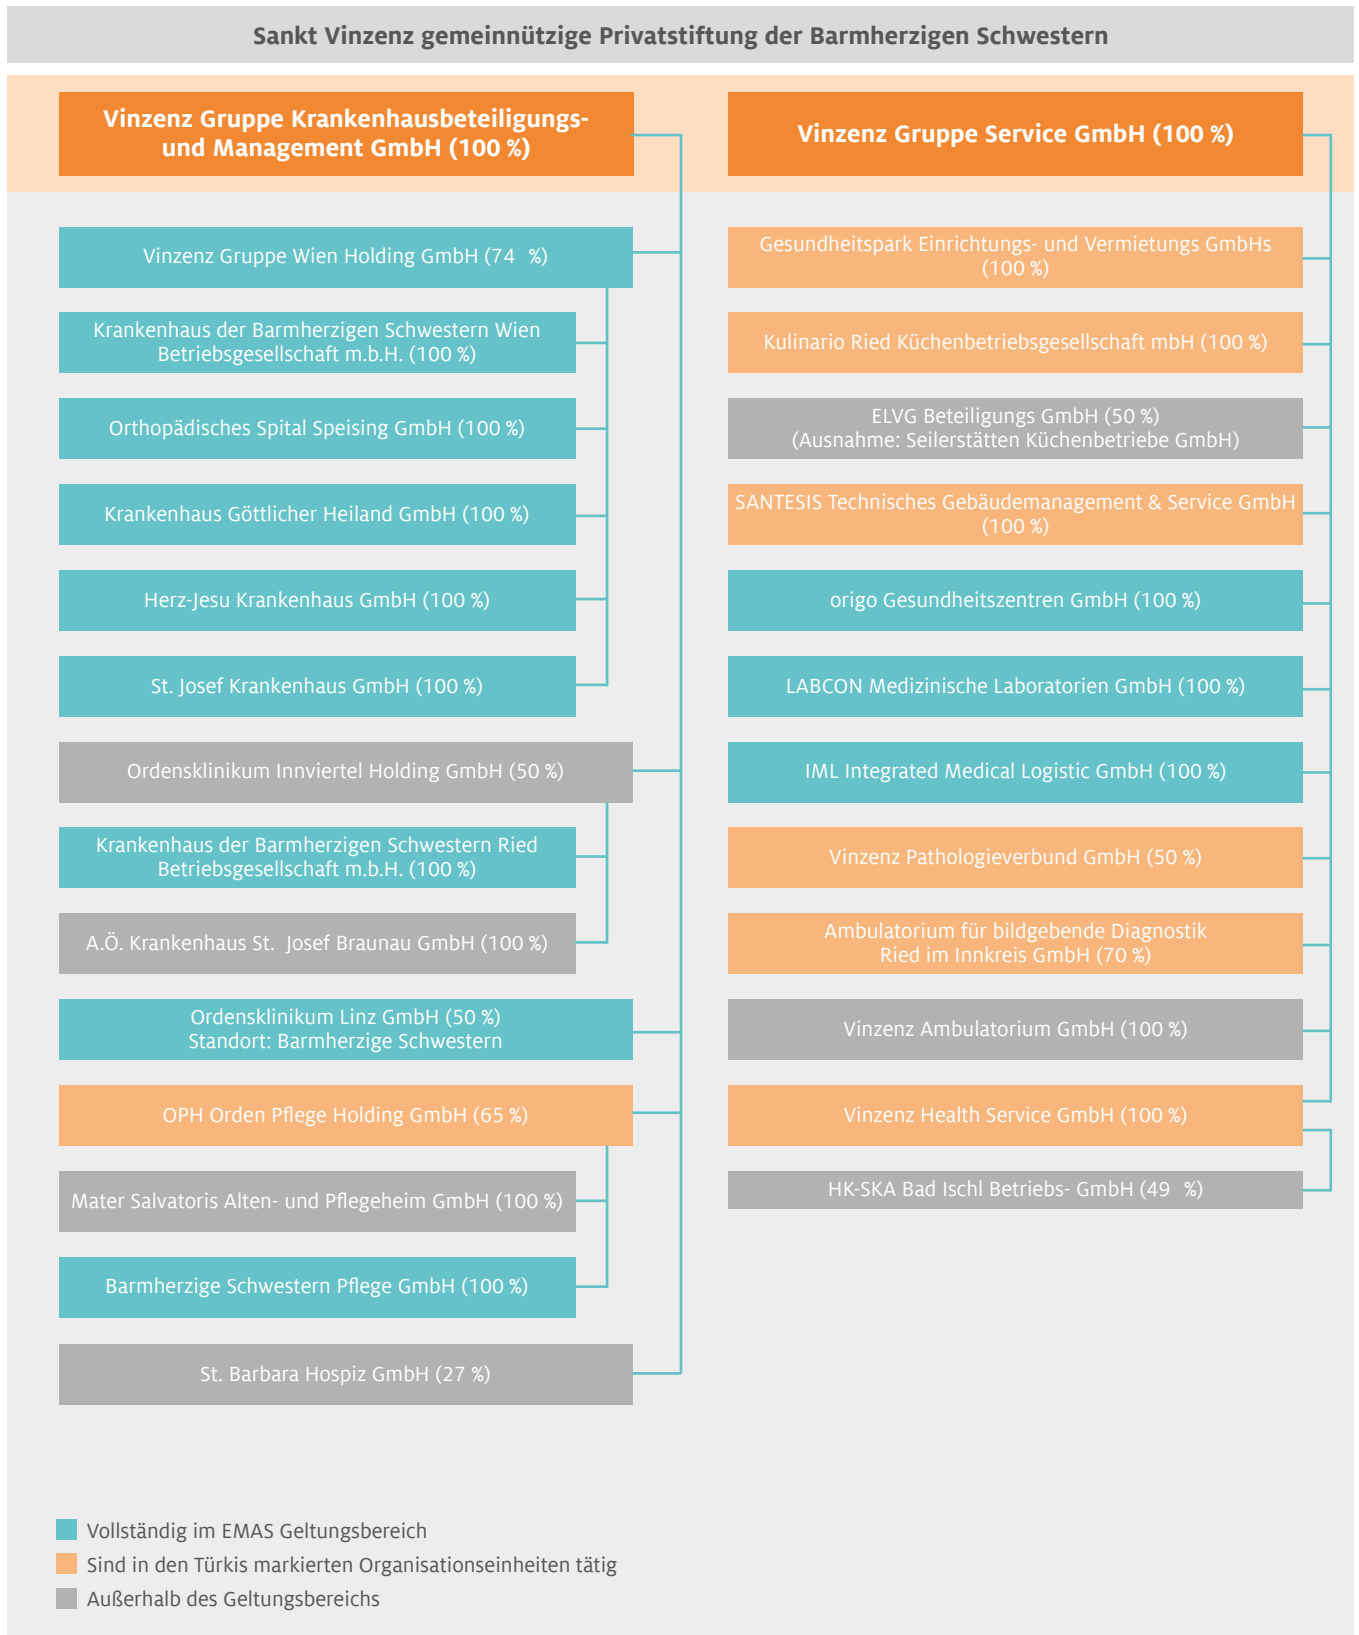 Sankt Vinzenz gemeinnützige Privatstiftung der Barmherzigen Schwestern
Vinzenz Gruppe Krankenhausbeteiligungs-
und Management GmbH (100 %)
Vinzenz Gruppe Wien Holding GmbH (74 %)
Krankenhaus der Barmherzigen Schwestern Wien
Betriebsgesellschaft m.b.H. (100 %)
Orthopädisches Spital Speising GmbH (100 %)
Krankenhaus Göttlicher Heiland GmbH (100 %)
Herz-Jesu Krankenhaus GmbH (100 %)
St. Josef Krankenhaus GmbH (100 %)
Ordensklinikum Innviertel Holding GmbH (50 %)
Krankenhaus der Barmherzigen Schwestern Ried
Betriebsgesellschaft m.b.H. (100 %)
A.Ö. Krankenhaus St. Josef Braunau GmbH (100 %)
Ordensklinikum Linz GmbH (50 %)
Standort: Barmherzige Schwestern
OPH Orden Pflege Holding GmbH (65 %)
Mater Salvatoris Alten- und Pflegeheim GmbH (100 %)
Barmherzige Schwestern Pflege GmbH (100 %)
St. Barbara Hospiz GmbH (27 %)
Vinzenz Gruppe Service GmbH (100 %)
Gesundheitspark Einrichtungs- und Vermietungs GmbHs
(100 %)
Kulinario Ried Küchenbetriebsgesellschaft mbH (100 %)
ELVG Beteiligungs GmbH (50 %)
(Ausnahme: Seilerstätten Küchenbetriebe GmbH)
SANTESIS Technisches Gebäudemanagement & Service GmbH
(100 %)
origo Gesundheitszentren GmbH (100 %)
LABCON Medizinische Laboratorien GmbH (100 %)
IML Integrated Medical Logistic GmbH (100 %)
Vinzenz Pathologieverbund GmbH (50 %)
Ambulatorium für bildgebende Diagnostik
Ried im Innkreis GmbH (70 %)
Vinzenz Ambulatorium GmbH (100 %)
Vinzenz Health Service GmbH (100 %)
HK-SKA Bad Ischl Betriebs- GmbH (49 %)
Vollständig im EMAS Geltungsbereich
Sind in den Türkis markierten Organisationseinheiten tätig
Außerhalb des Geltungsbereichs